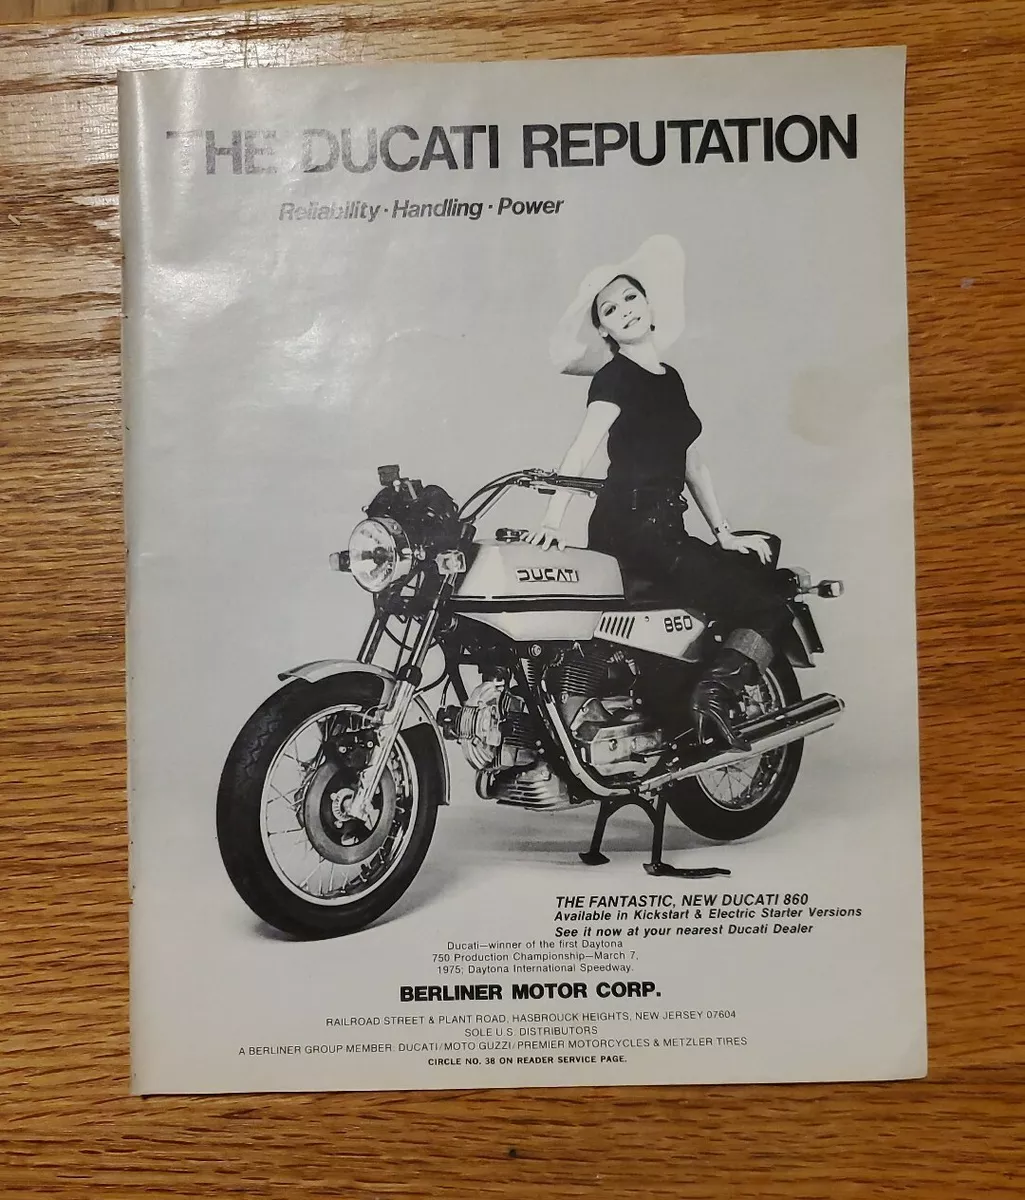 THE DUCATI REPUTATION
Reliability · Handling · Power
DUCATI
860
THE FANTASTIC, NEW DUCATI 860
Available in Kickstart & Electric Starter Versions
See it now at your nearest Ducati Dealer
Ducati—winner of the first Daytona
750 Production Championship—March 7,
1975; Daytona International Speedway.
BERLINER MOTOR CORP.
RAILROAD STREET & PLANT ROAD, HASBROUCK HEIGHTS, NEW JERSEY 07604
SOLE U.S. DISTRIBUTORS
A BERLINER GROUP MEMBER: DUCATI/MOTO GUZZI/PREMIER MOTORCYCLES & METZLER TIRES
CIRCLE NO. 38 ON READER SERVICE PAGE.